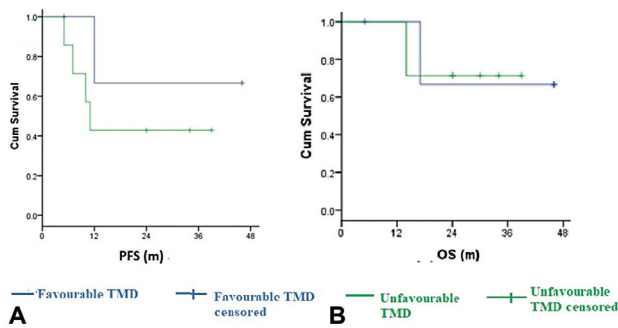 Cum Survival
1.0
0.8
0.6
0.4
0.2
0.0
0 12 24 36 48
PFS (m)
A
Cum Survival
1.0
0.8
0.6
0.4
0.2
0.0
0 12 24 36 48
OS (m)
B
Favourable TMD
Favourable TMD
censored
Unfavourable
TMD
Unfavourable
TMD censored